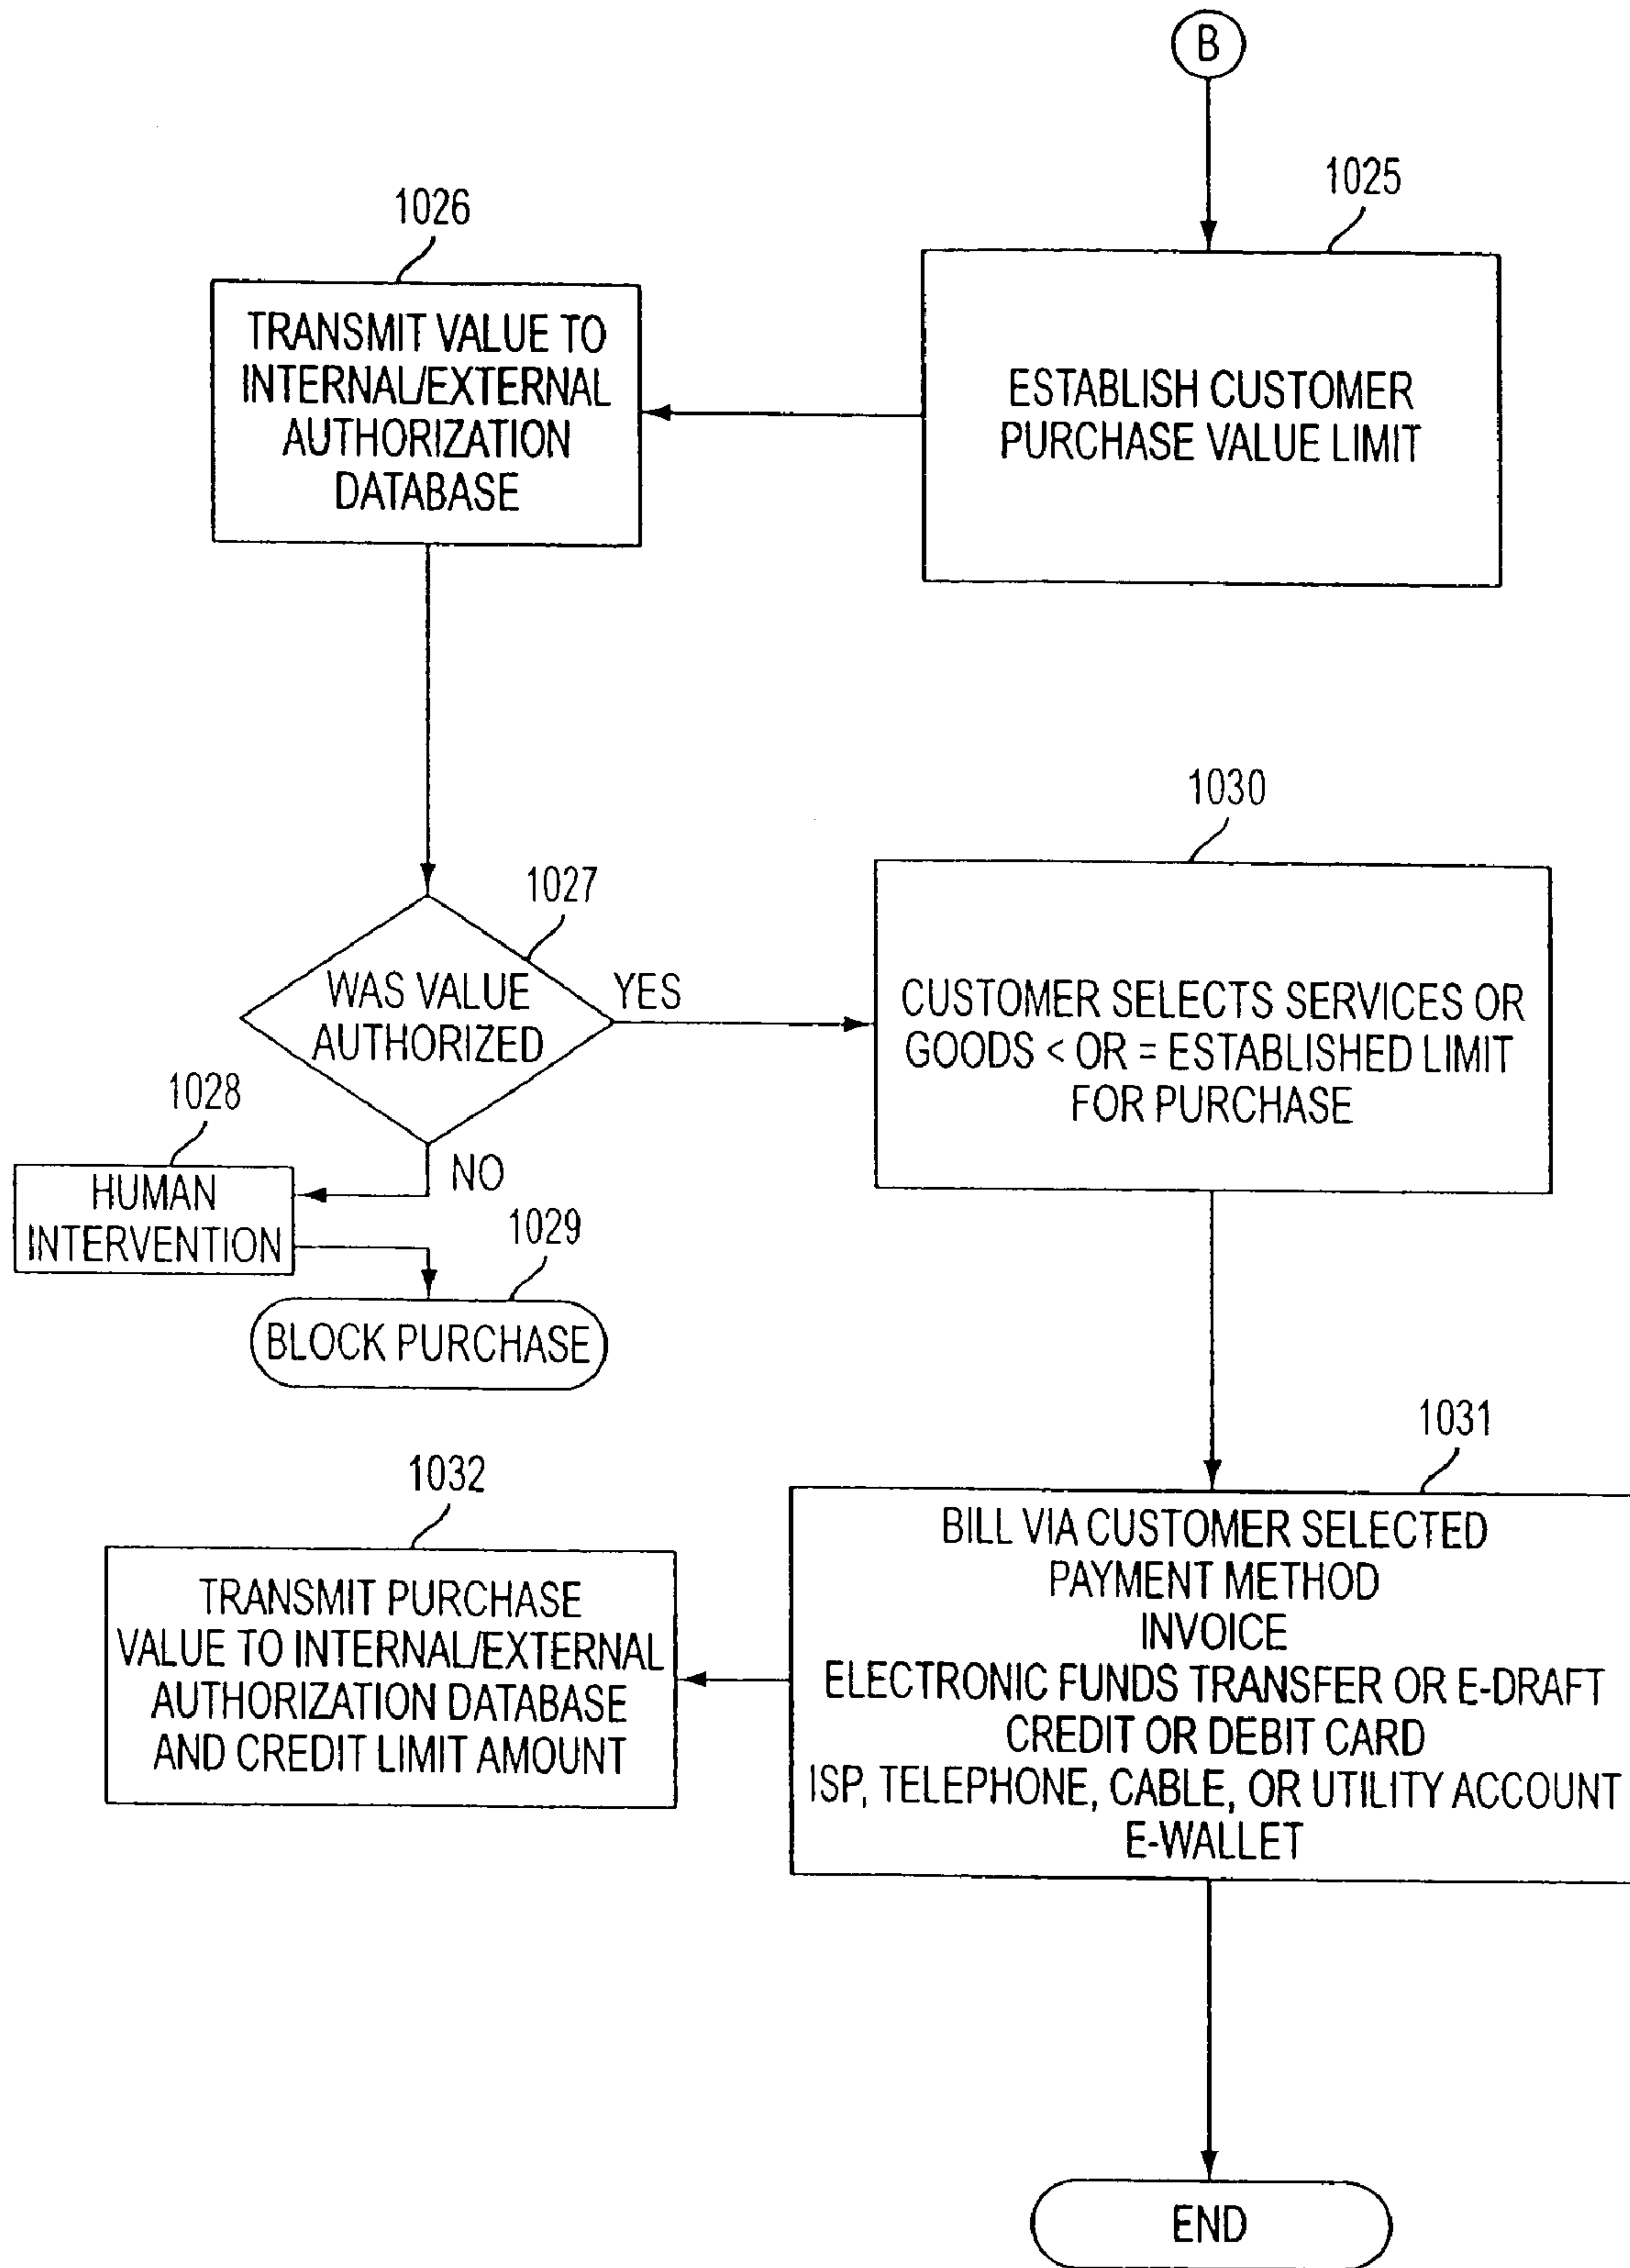 B
1025
ESTABLISH CUSTOMER
PURCHASE VALUE LIMIT
1026
TRANSMIT VALUE TO
INTERNAL/EXTERNAL
AUTHORIZATION
DATABASE
1027
WAS VALUE
AUTHORIZED
YES
NO
1028
HUMAN
INTERVENTION
1029
BLOCK PURCHASE
1030
CUSTOMER SELECTS SERVICES OR
GOODS < OR = ESTABLISHED LIMIT
FOR PURCHASE
1031
BILL VIA CUSTOMER SELECTED
PAYMENT METHOD
INVOICE
ELECTRONIC FUNDS TRANSFER OR E-DRAFT
CREDIT OR DEBIT CARD
ISP, TELEPHONE, CABLE, OR UTILITY ACCOUNT
E-WALLET
1032
TRANSMIT PURCHASE
VALUE TO INTERNAL/EXTERNAL
AUTHORIZATION DATABASE
AND CREDIT LIMIT AMOUNT
END